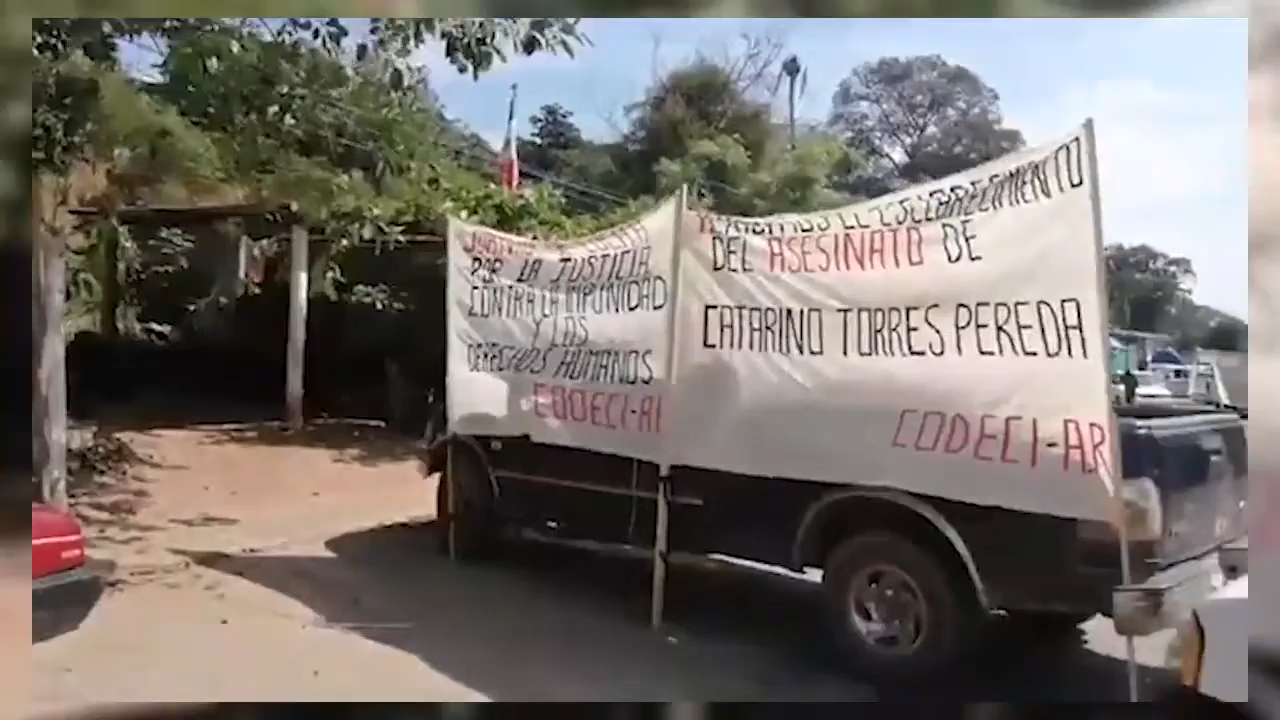 POR LA JUSTICIA
CONTRA LA IMPUNIDAD
Y LOS
DERECHOS HUMANOS
CODECI-AR
EL ESCLARECIMIENTO
DEL ASESINATO DE
CATARINO TORRES PEREDA
CODECI-AR